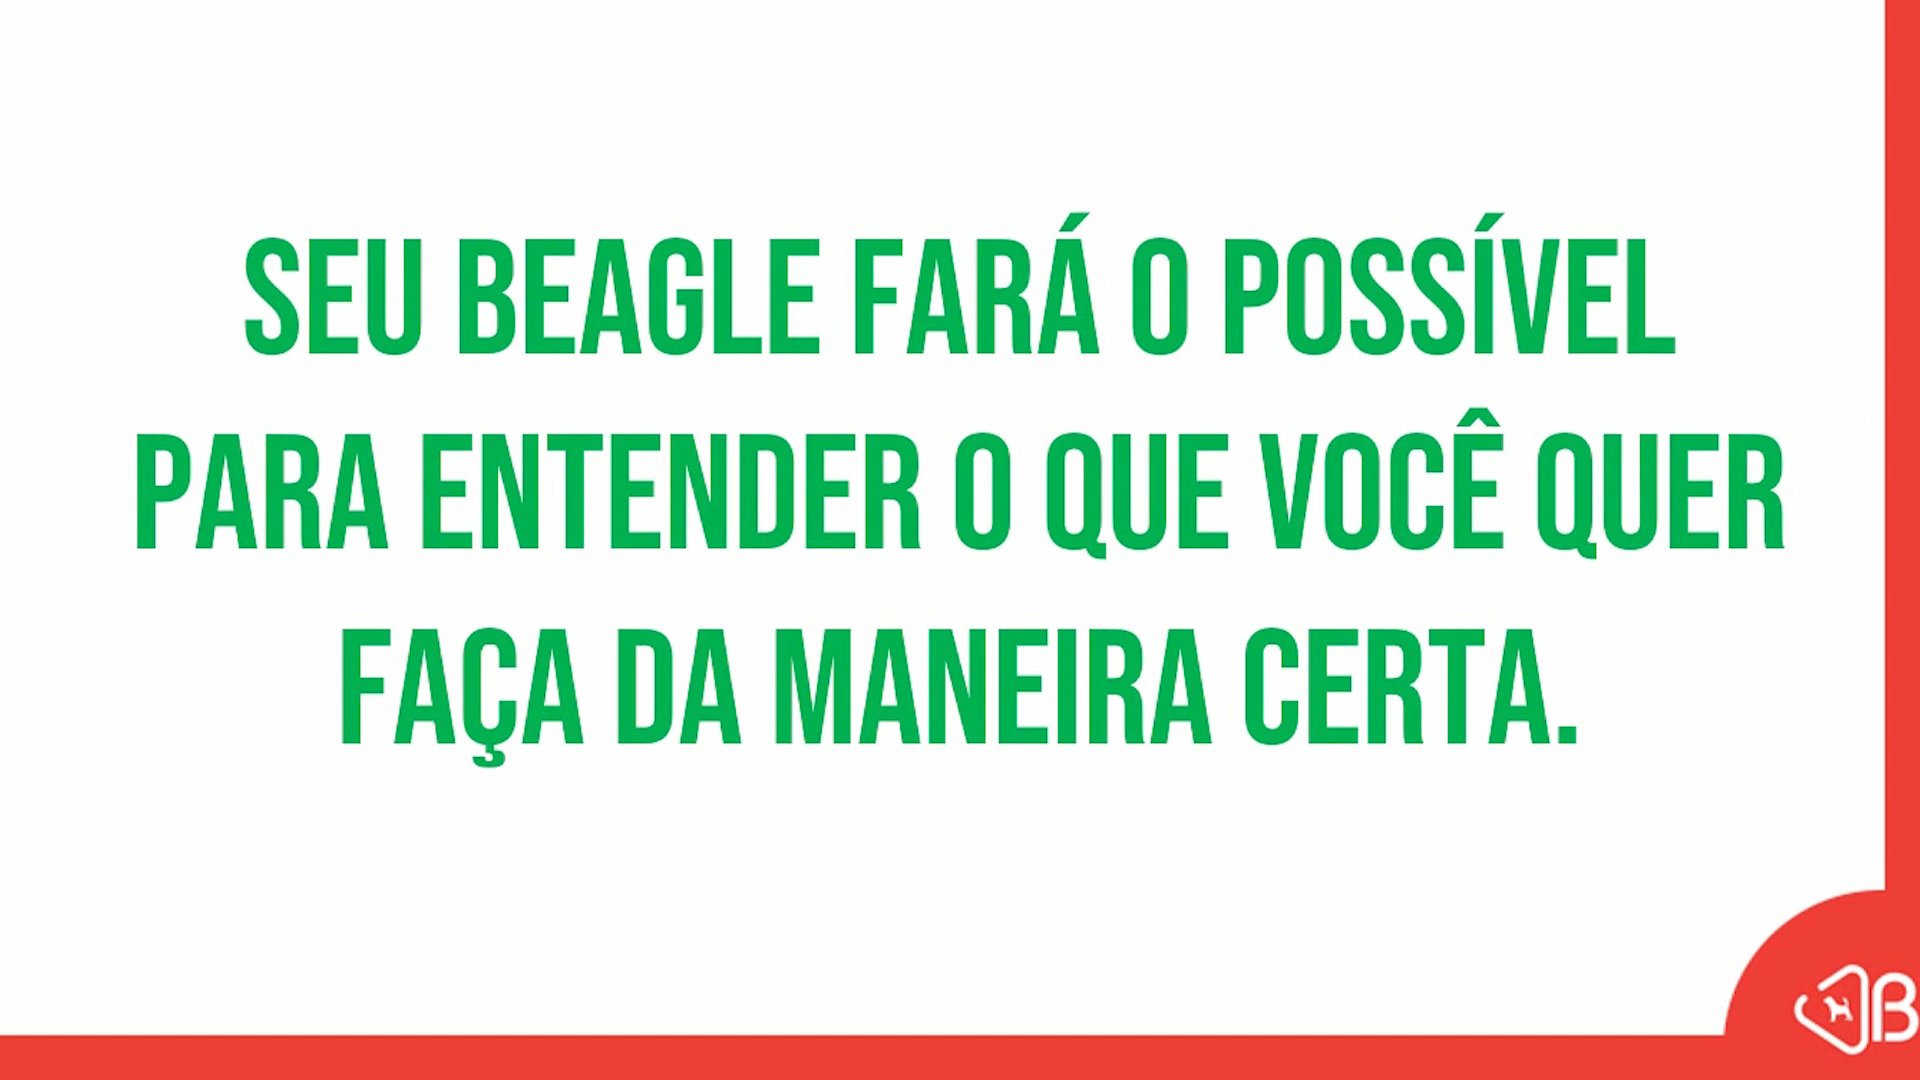 SEU BEAGLE FARÁ O POSSÍVEL
PARA ENTENDER O QUE VOCÊ QUER
FAÇA DA MANEIRA CERTA.
B